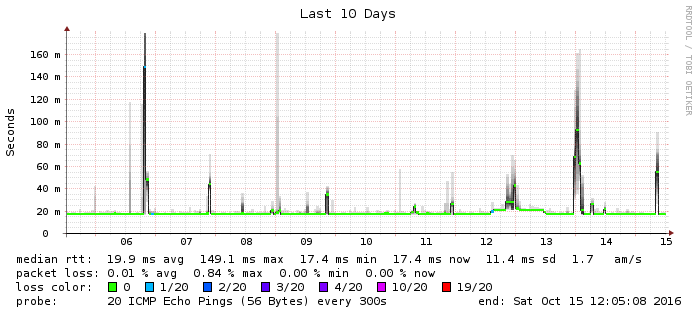 Last 10 Days
RRDTOOL / TOBI OETIKER
Seconds
160 m
140 m
120 m
100 m
80 m
60 m
40 m
20 m
0
06 07 08 09 10 11 12 13 14 15
median rtt: 19.9 ms avg 149.1 ms max 17.4 ms min 17.4 ms now 11.4 ms sd 1.7 am/s
packet loss: 0.01 % avg 0.84 % max 0.00 % min 0.00 % now
loss color: 0 1/20 2/20 3/20 4/20 10/20 19/20
probe: 20 ICMP Echo Pings (56 Bytes) every 300s end: Sat Oct 15 12:05:08 2016